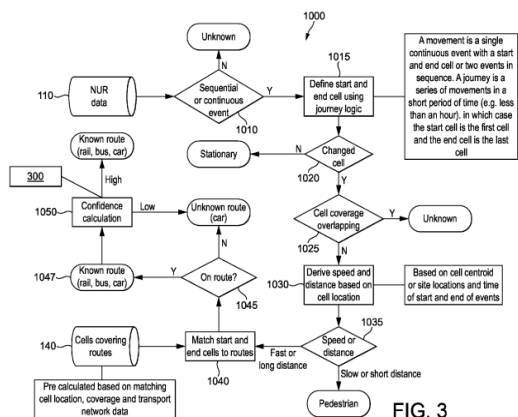 1000
Unknown
N
110
NUR
data
Sequential
or continuous
event
1010
Y
1015
Define start and
end cell using
journey logic
A movement is a single
continuous event with a start
and end cell or two events in
sequence. A journey is a
series of movements in a
short period of time (e.g. less
than an hour). in which case
the start cell is the first cell
and the end cell is the last
cell
Known route
(rail, bus, car)
Stationary
N
Changed
cell
1020
Y
300
High
1050
Confidence
calculation
Low
Unknown route
(car)
Cell coverage
overlapping
1025
Y
Unknown
N
N
1047
Known route
(rail, bus, car)
Y
On route?
1045
1030
Derive speed and
distance based on
cell location
Based on cell centroid
or site locations and time
of start and end of events
140
Cells covering
routes
Match start and
end cells to routes
1040
Fast or
long distance
Speed or
distance
1035
Slow or short distance
Pre calculated based on matching
cell location, coverage and transport
network data
Pedestrian
FIG. 3